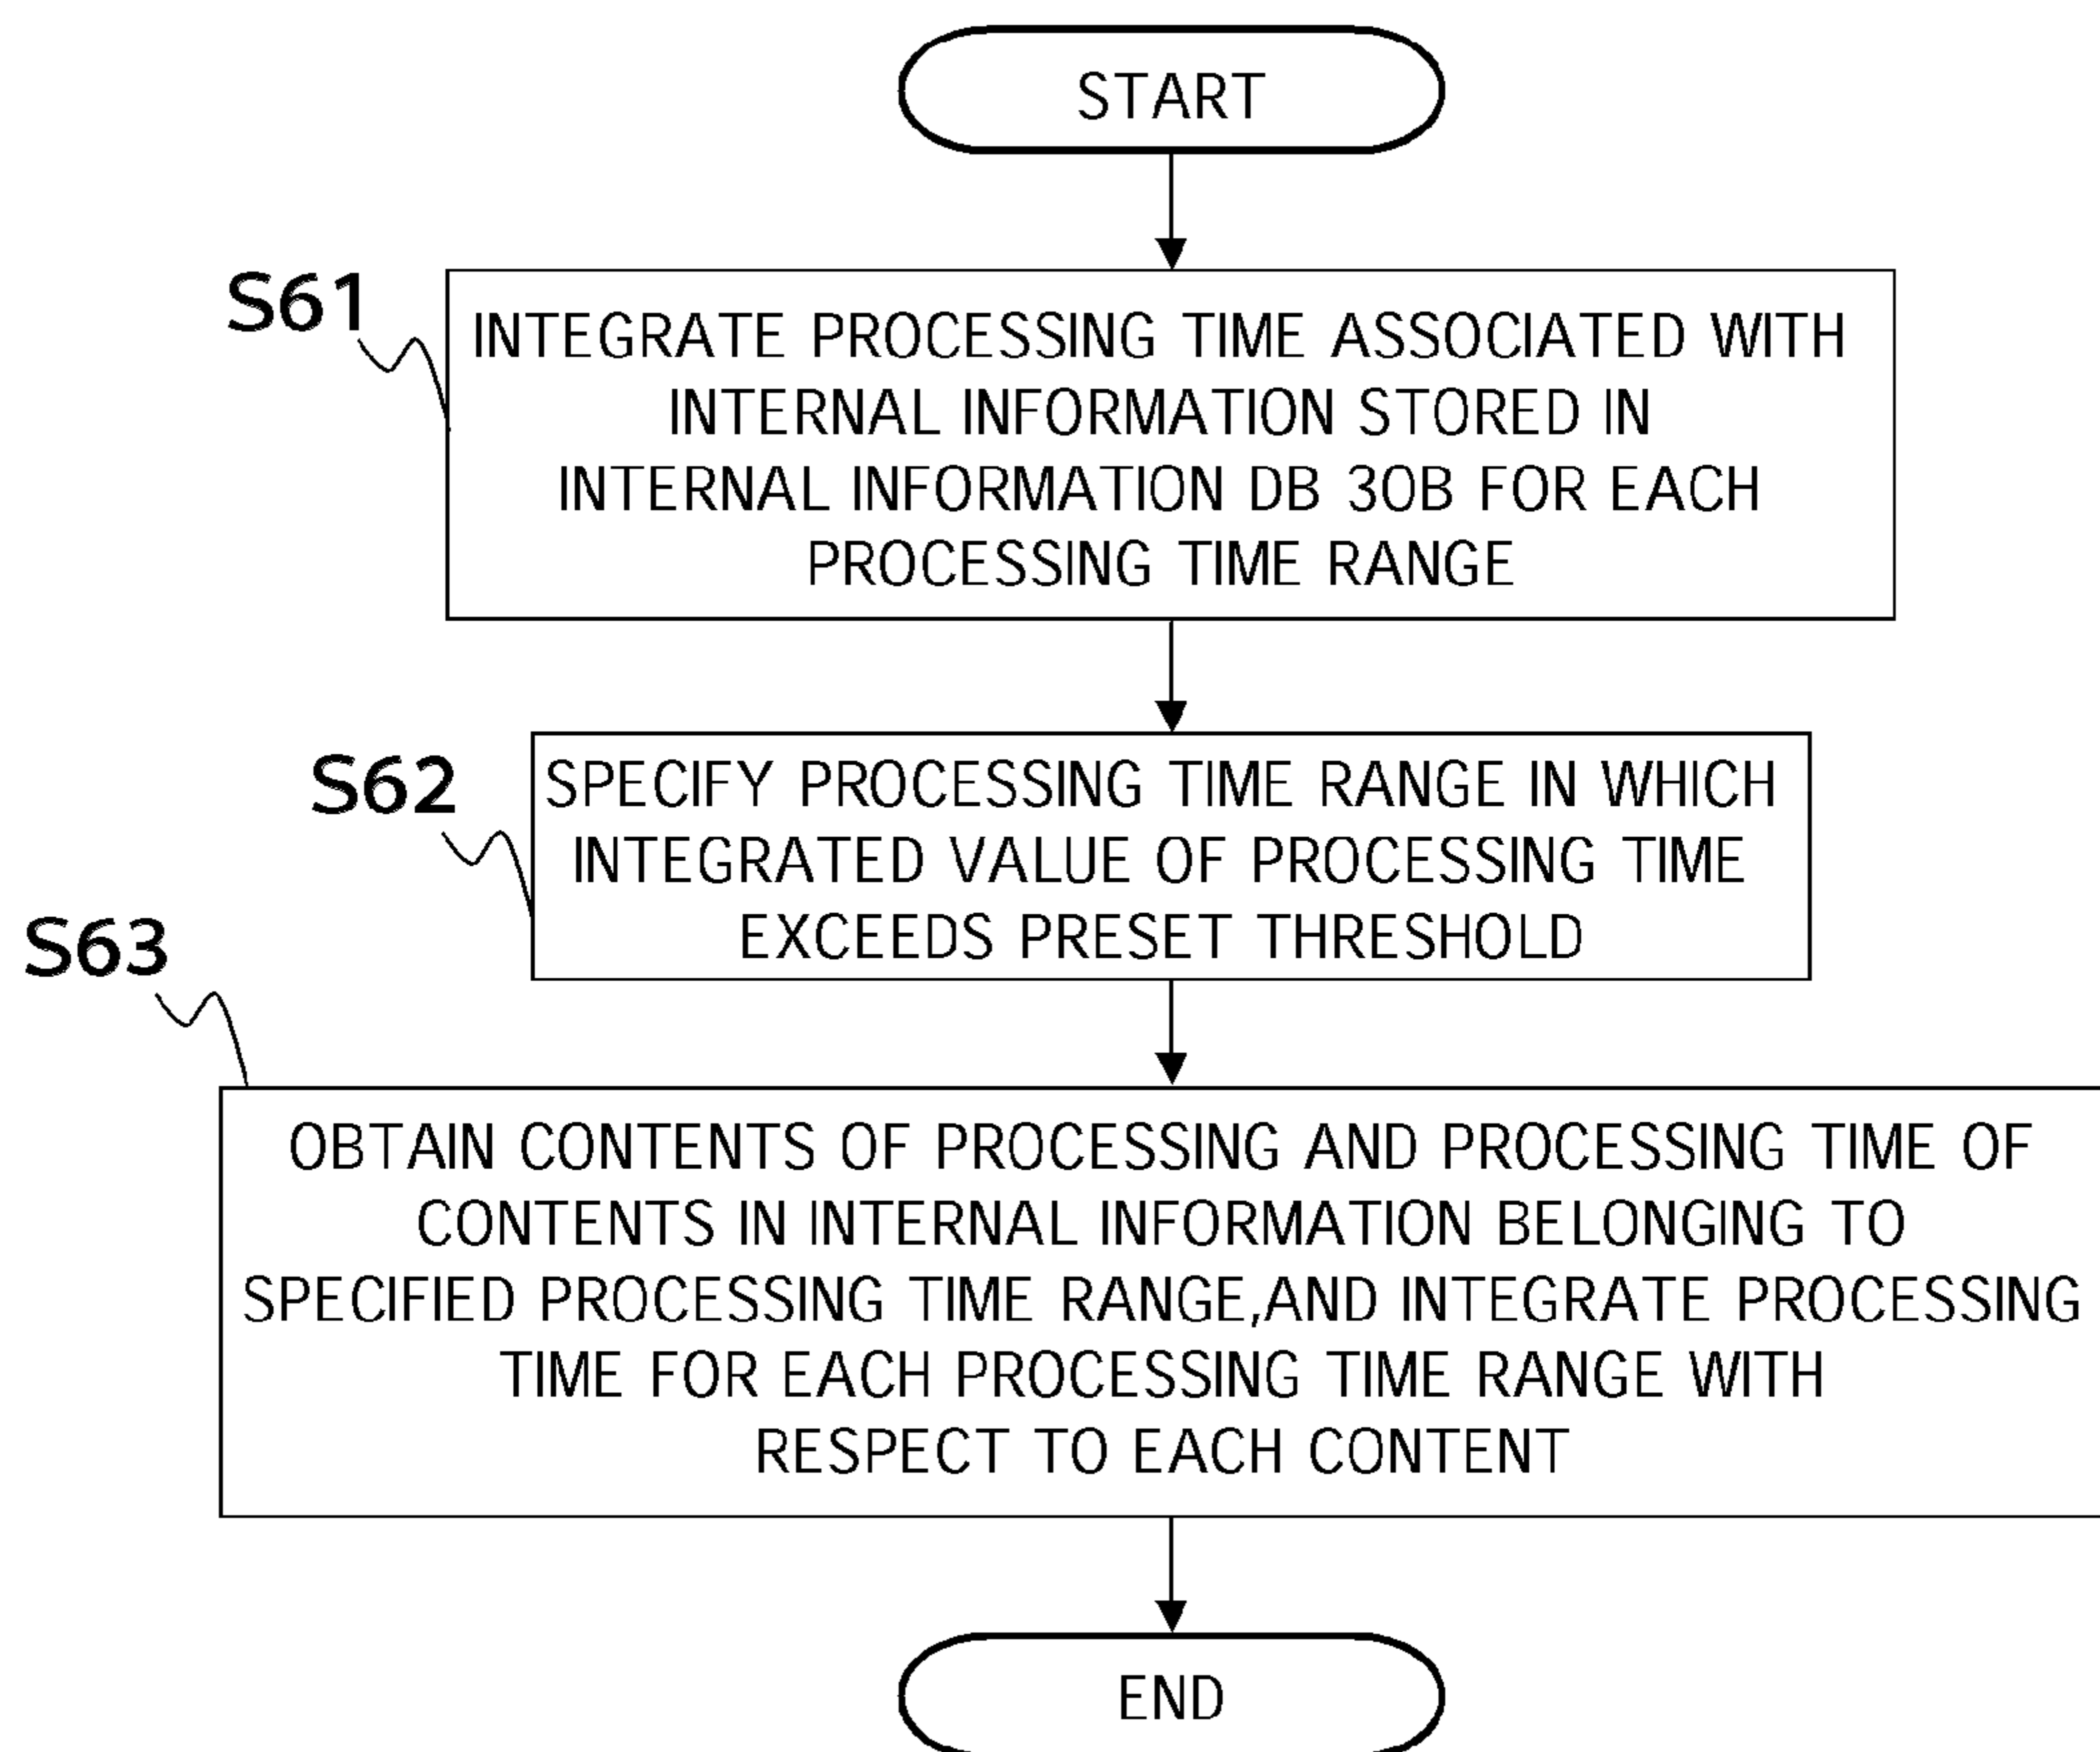 START
S61
INTEGRATE PROCESSING TIME ASSOCIATED WITH
INTERNAL INFORMATION STORED IN
INTERNAL INFORMATION DB 30B FOR EACH
PROCESSING TIME RANGE
S62
SPECIFY PROCESSING TIME RANGE IN WHICH
INTEGRATED VALUE OF PROCESSING TIME
EXCEEDS PRESET THRESHOLD
S63
OBTAIN CONTENTS OF PROCESSING AND PROCESSING TIME OF
CONTENTS IN INTERNAL INFORMATION BELONGING TO
SPECIFIED PROCESSING TIME RANGE,AND INTEGRATE PROCESSING
TIME FOR EACH PROCESSING TIME RANGE WITH
RESPECT TO EACH CONTENT
END